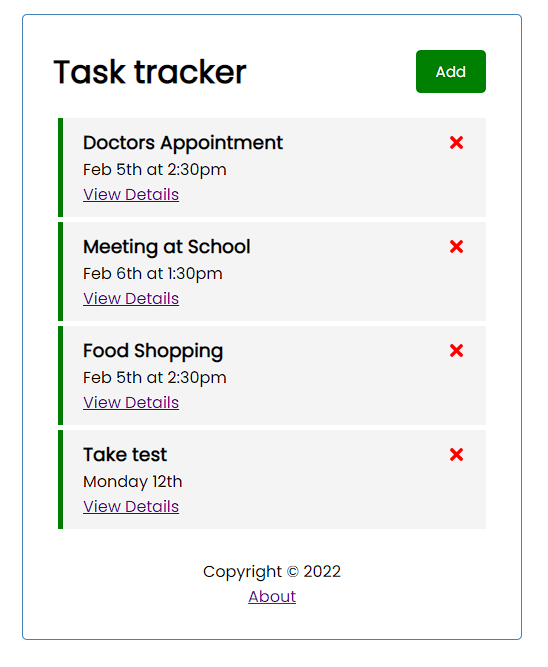 Task tracker
Add
Doctors Appointment
Feb 5th at 2:30pm
View Details
Meeting at School
Feb 6th at 1:30pm
View Details
Food Shopping
Feb 5th at 2:30pm
View Details
Take test
Monday 12th
View Details
Copyright © 2022
About